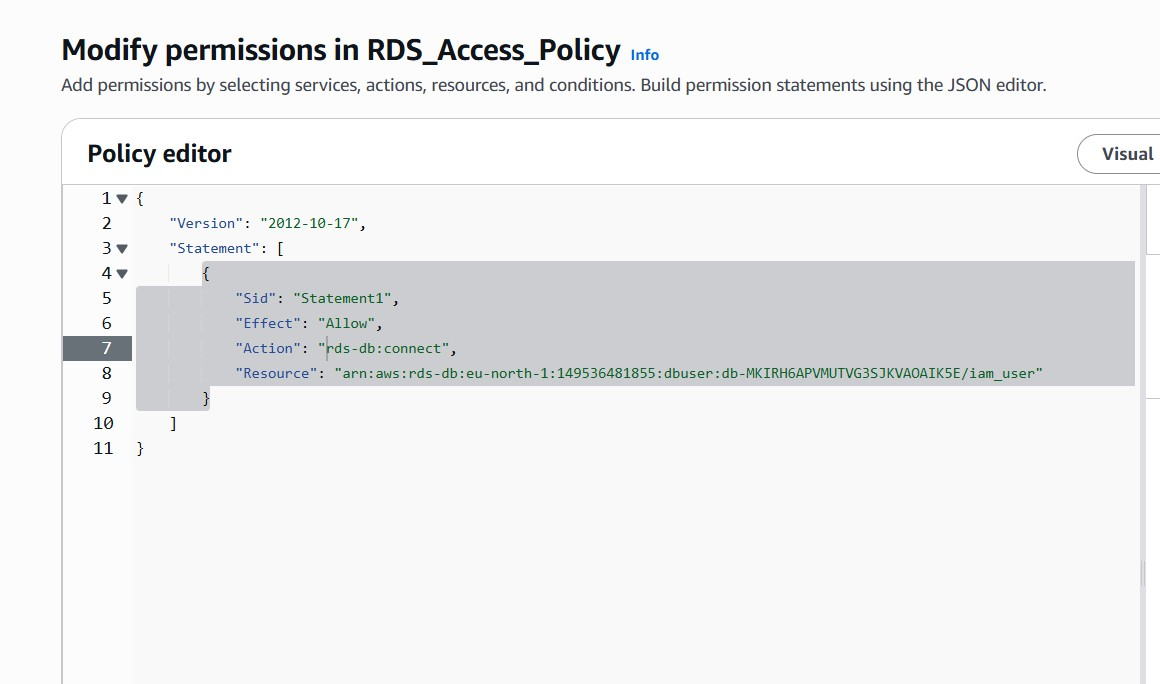 Modify permissions in RDS_Access_Policy Info
Add permissions by selecting services, actions, resources, and conditions. Build permission statements using the JSON editor.
Policy editor
Visual
1 {
2 "Version": "2012-10-17",
3 "Statement": [
4 {
5 "Sid": "Statement1",
6 "Effect": "Allow",
7 "Action": "rds-db:connect",
8 "Resource": "arn:aws:rds-db:eu-north-1:149536481855:dbuser:db-MKIRH6APVMUTVG3SJKVAOAIK5E/iam_user"
9 }
10 ]
11 }